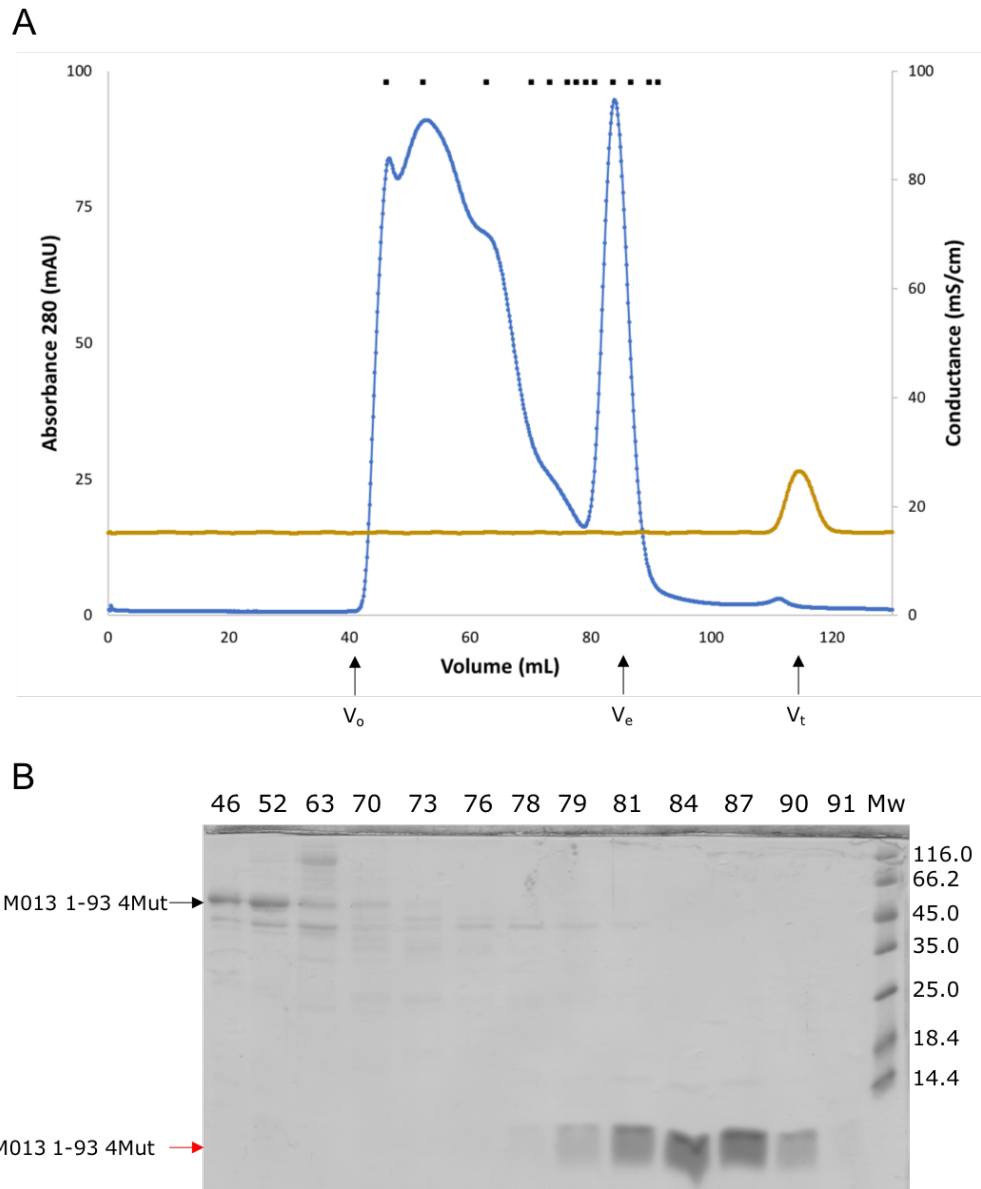 A
100
75
50
25
0
Absorbance 280 (mAU)
100
80
60
40
20
0
Conductance (mS/cm)
0 20 40 60 80 100 120
Volume (mL)
Vo Ve Vt
B
46 52 63 70 73 76 78 79 81 84 87 90 91 Mw
116.0
66.2
M013 1-93 4Mut
45.0
35.0
25.0
18.4
14.4
M013 1-93 4Mut